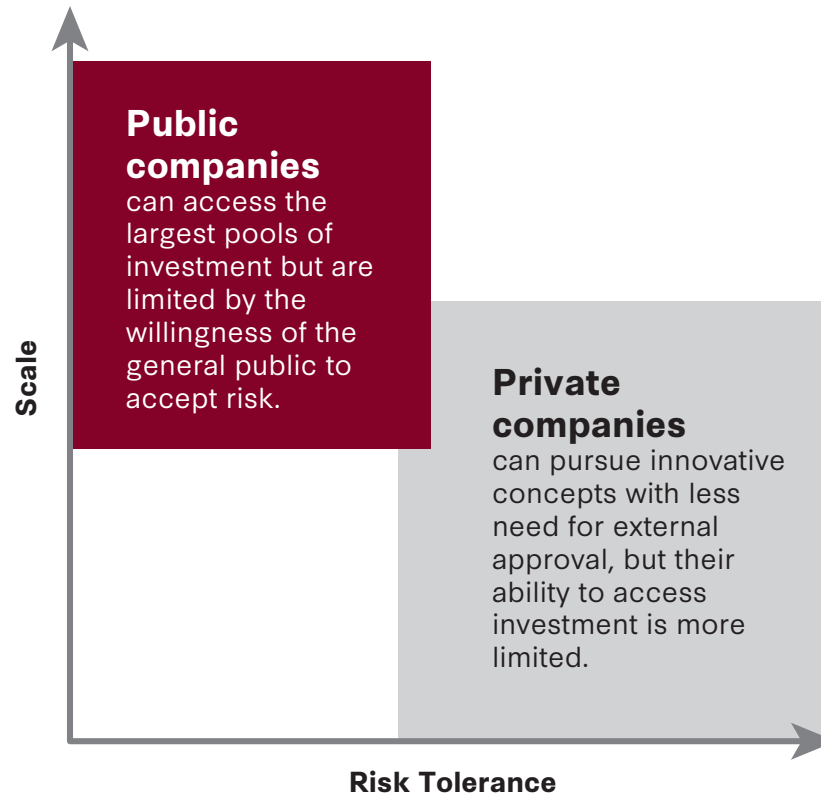 Public
companies
can access the
largest pools of
investment but are
limited by the
willingness of the
general public to
accept risk.
Scale
Private
companies
can pursue innovative
concepts with less
need for external
approval, but their
ability to access
investment is more
limited.
Risk Tolerance